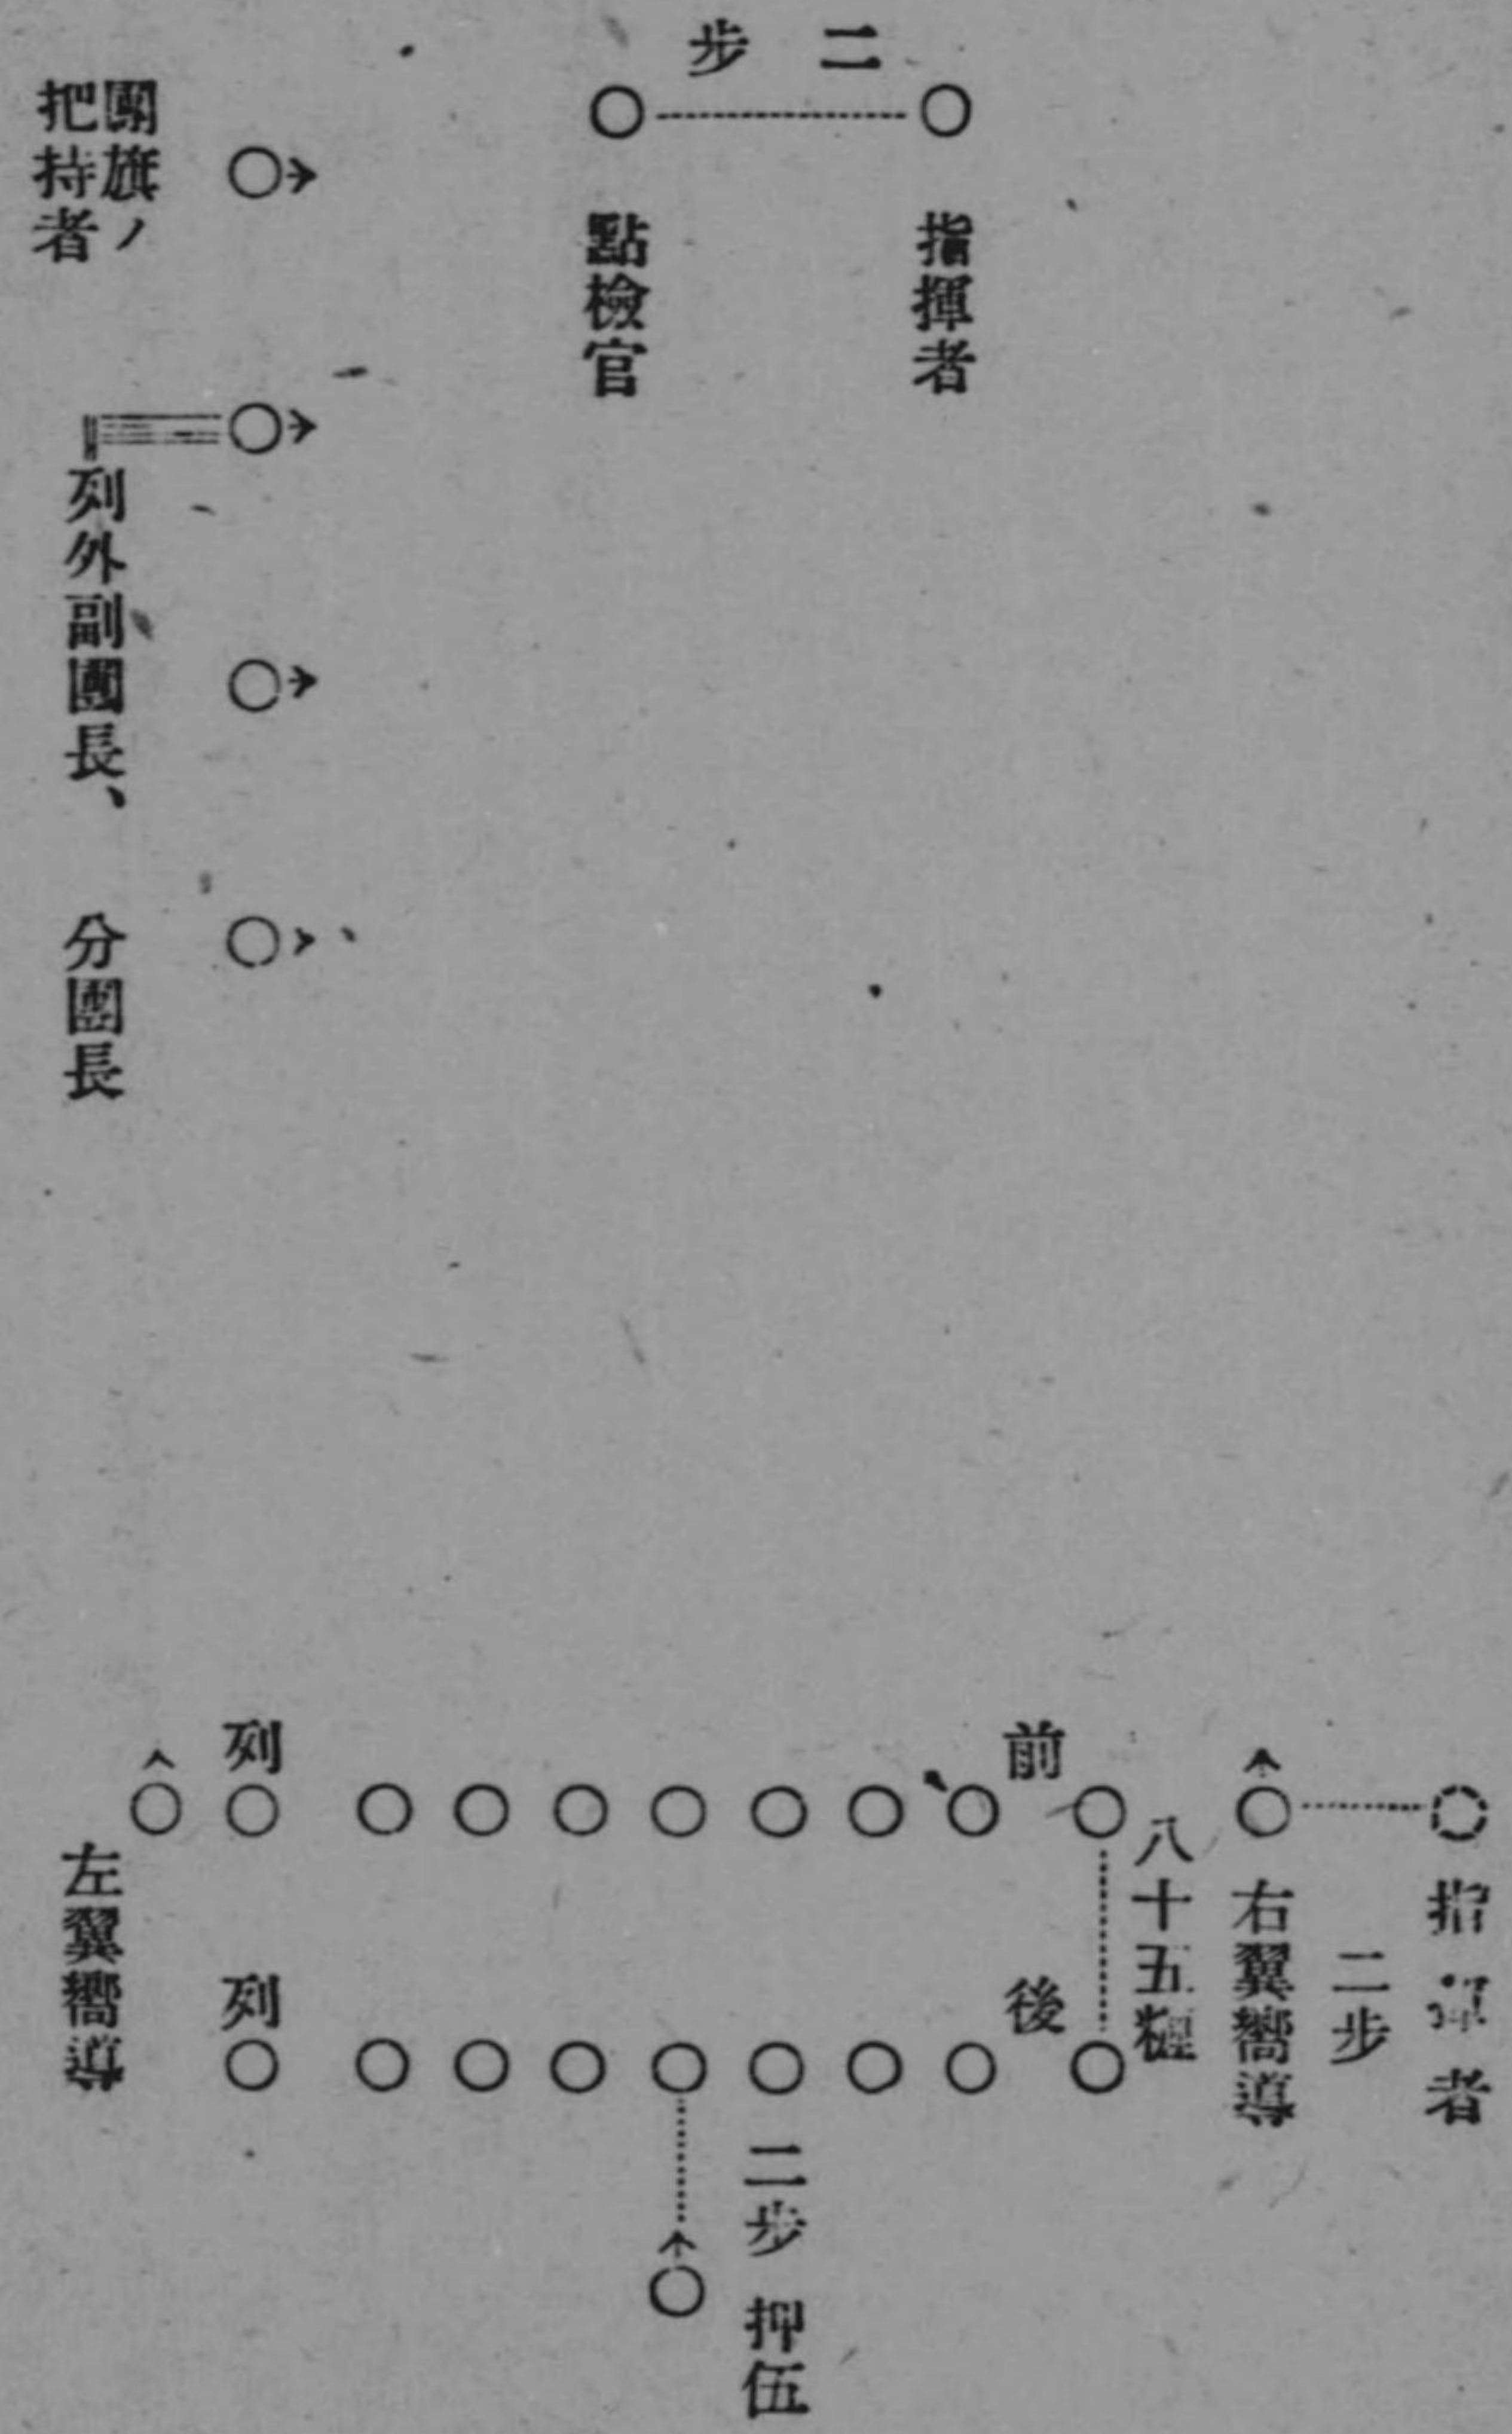 二步
指揮者
點檢官
團旗ノ
把持者
列外副團長、分團長
指揮者
二步
右翼嚮導
八十五糎
前列
後列
二步
押伍
左翼嚮導